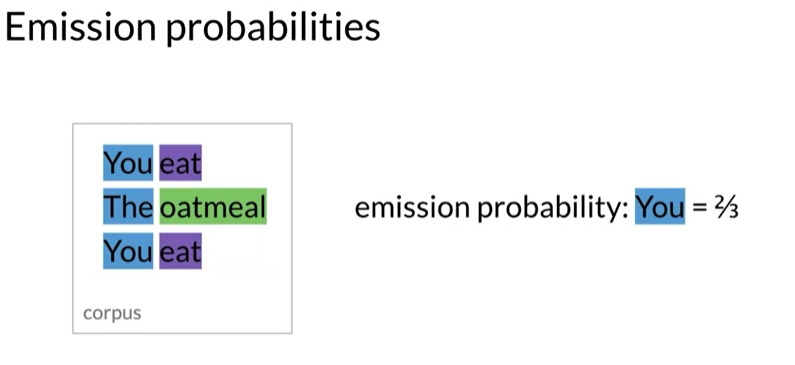 Emission probabilities
You eat
The oatmeal
You eat
corpus
emission probability: You = ⅔